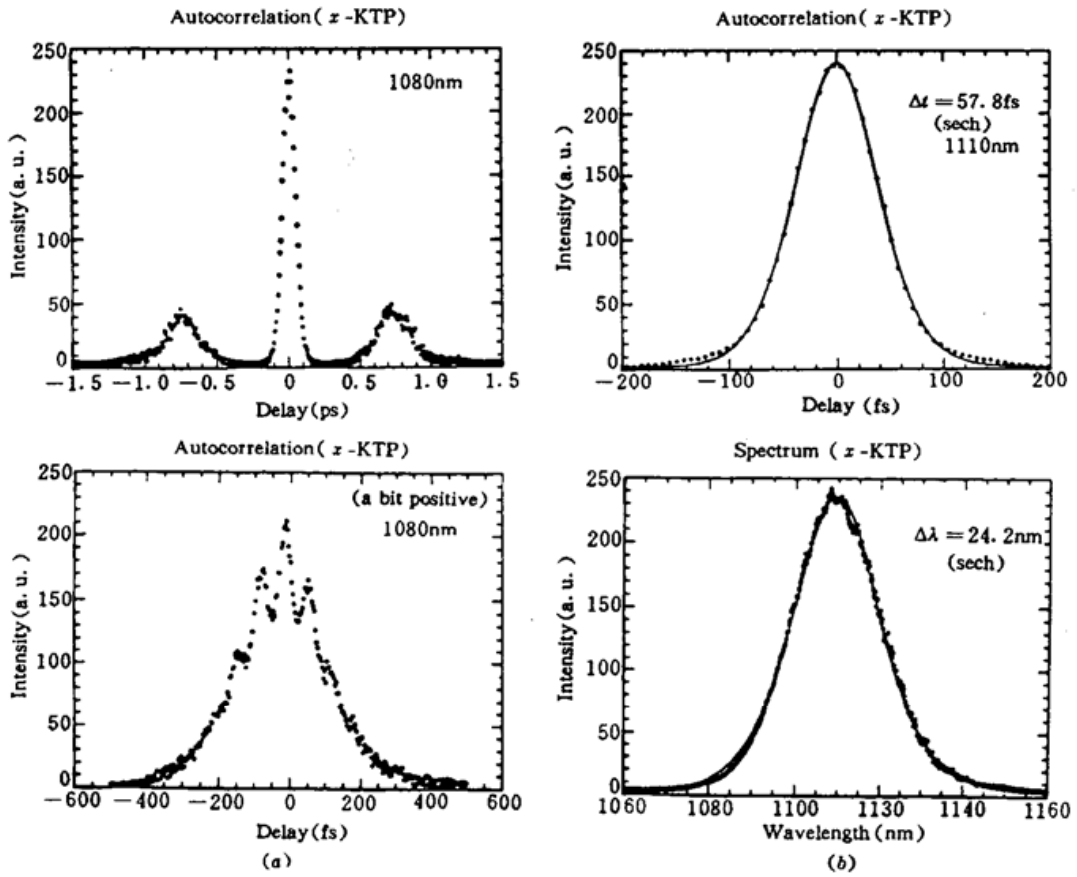 Autocorrelation( x -KTP)
250
200
150
100
50
0
Intensity(a. u.)
1080nm
−1.5 −1.0 −0.5 0 0.5 1.0 1.5
Delay(ps)
Autocorrelation( x -KTP)
250
200
150
100
50
0
Intensity(a. u.)
Δt = 57. 8fs
(sech)
1110nm
−200 −100 0 100 200
Delay (fs)
Autocorrelation( x -KTP)
250
200
150
100
50
0
Intensity(a. u.)
(a bit positive)
1080nm
−600 −400 −200 0 200 400 600
Delay(fs)
(a)
Spectrum ( x -KTP)
250
200
150
100
50
0
Intensity(a. u.)
Δλ = 24. 2nm
(sech)
1060 1080 1100 1130 1140 1160
Wavelength(nm)
(b)